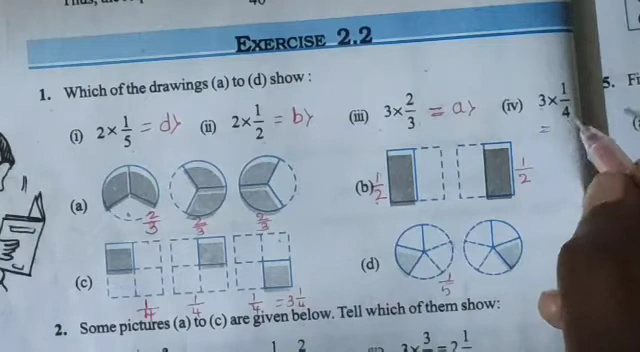 EXERCISE 2.2
1. Which of the drawings (a) to (d) show :
(i) 2×1/5 = d) (ii) 2×1/2 = b) (iii) 3×2/3 = a) (iv) 3×1/4 =
5. Fi
(a) 2/3 2/3 2/3
(b) 1/2 1/2
(c) 1/4 1/4 1/4 = 3 1/4
(d) 1/5
2. Some pictures (a) to (c) are given below. Tell which of them show: